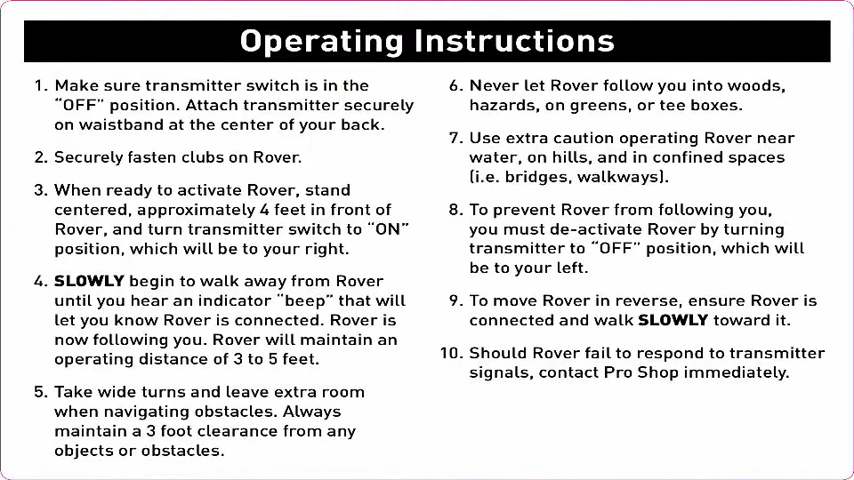 Operating Instructions
1. Make sure transmitter switch is in the
“OFF” position. Attach transmitter securely
on waistband at the center of your back.
2. Securely fasten clubs on Rover.
3. When ready to activate Rover, stand
centered, approximately 4 feet in front of
Rover, and turn transmitter switch to “ON”
position, which will be to your right.
4. SLOWLY begin to walk away from Rover
until you hear an indicator “beep” that will
let you know Rover is connected. Rover is
now following you. Rover will maintain an
operating distance of 3 to 5 feet.
5. Take wide turns and leave extra room
when navigating obstacles. Always
maintain a 3 foot clearance from any
objects or obstacles.
6. Never let Rover follow you into woods,
hazards, on greens, or tee boxes.
7. Use extra caution operating Rover near
water, on hills, and in confined spaces
(i.e. bridges, walkways).
8. To prevent Rover from following you,
you must de-activate Rover by turning
transmitter to “OFF” position, which will
be to your left.
9. To move Rover in reverse, ensure Rover is
connected and walk SLOWLY toward it.
10. Should Rover fail to respond to transmitter
signals, contact Pro Shop immediately.